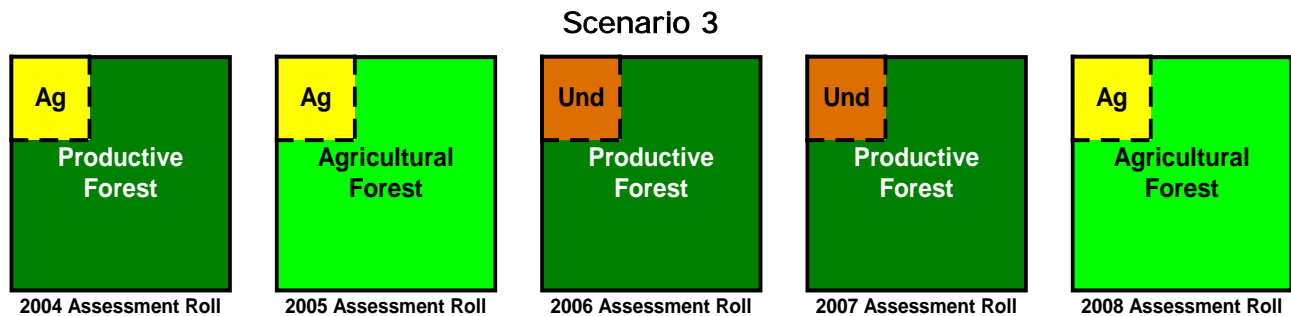 Scenario 3
Ag
Productive
Forest
2004 Assessment Roll
Ag
Agricultural
Forest
2005 Assessment Roll
Und
Productive
Forest
2006 Assessment Roll
Und
Productive
Forest
2007 Assessment Roll
Ag
Agricultural
Forest
2008 Assessment Roll